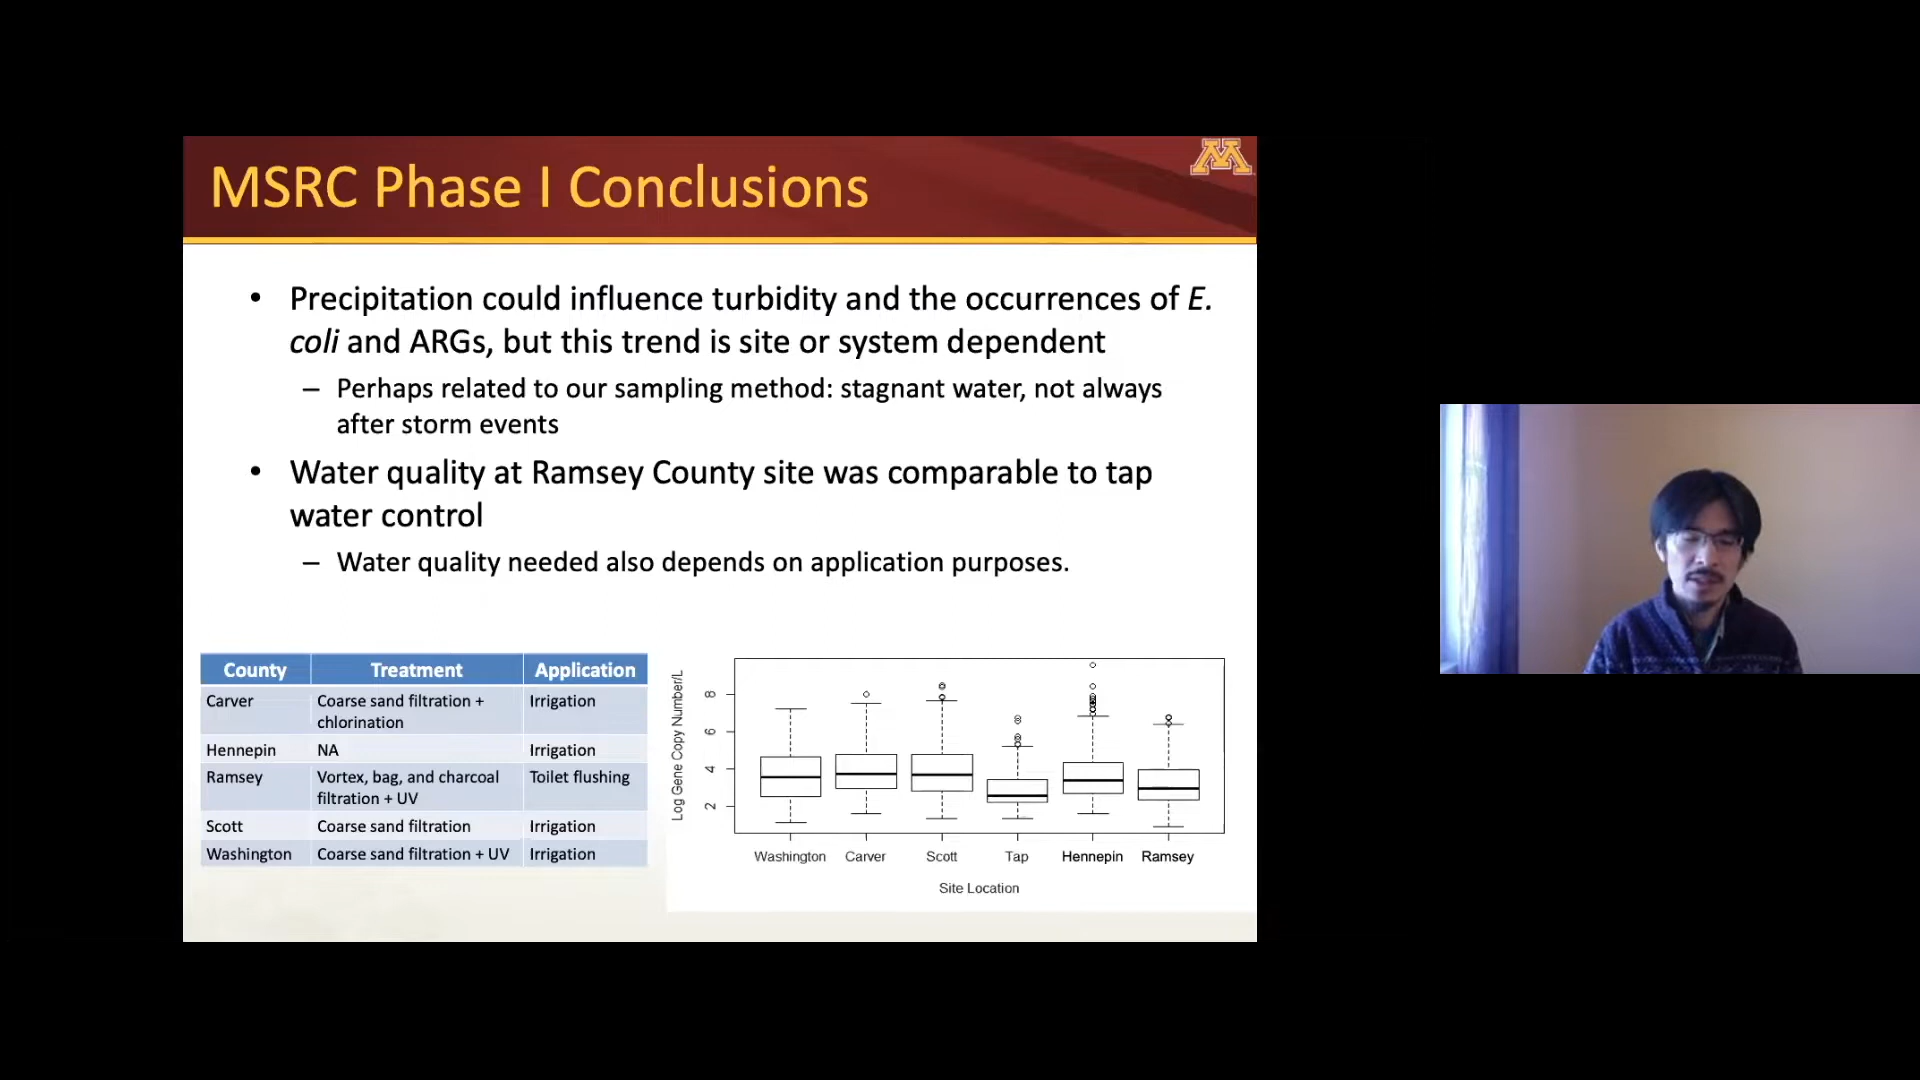 M
MSRC Phase I Conclusions
• Precipitation could influence turbidity and the occurrences of E.
coli and ARGs, but this trend is site or system dependent
– Perhaps related to our sampling method: stagnant water, not always
after storm events
• Water quality at Ramsey County site was comparable to tap
water control
– Water quality needed also depends on application purposes.
County Treatment Application
Carver Coarse sand filtration + Irrigation
chlorination
Hennepin NA Irrigation
Ramsey Vortex, bag, and charcoal Toilet flushing
filtration + UV
Scott Coarse sand filtration Irrigation
Washington Coarse sand filtration + UV Irrigation
Log Gene Copy Number/L
8
6
4
2
Washington Carver Scott Tap Hennepin Ramsey
Site Location